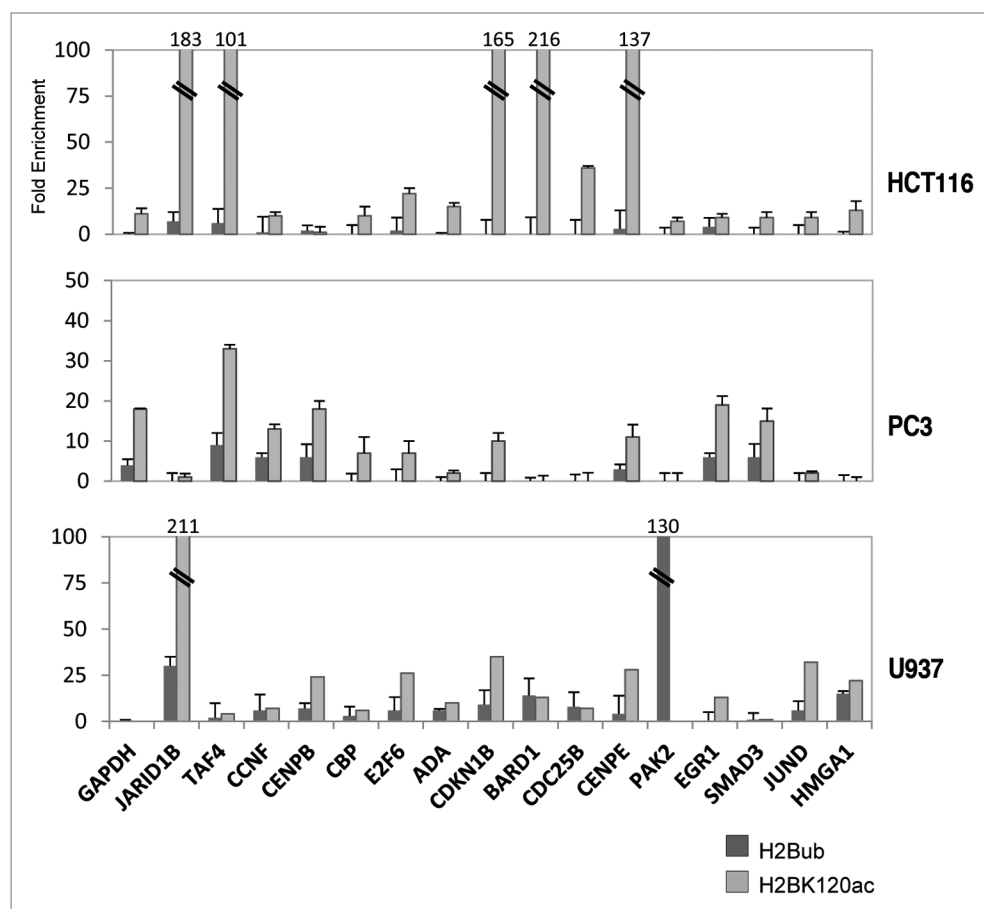 183 101 165 216 137
100
75
50
25
0
Fold Enrichment
HCT116
50
40
30
20
10
0
PC3
211 130
100
75
50
25
0
U937
GAPDH
JARID1B
TAF4
CCNF
CENPB
CBP
E2F6
ADA
CDKN1B
BARD1
CDC25B
CENPE
PAK2
EGR1
SMAD3
JUND
HMGA1
H2Bub
H2BK120ac